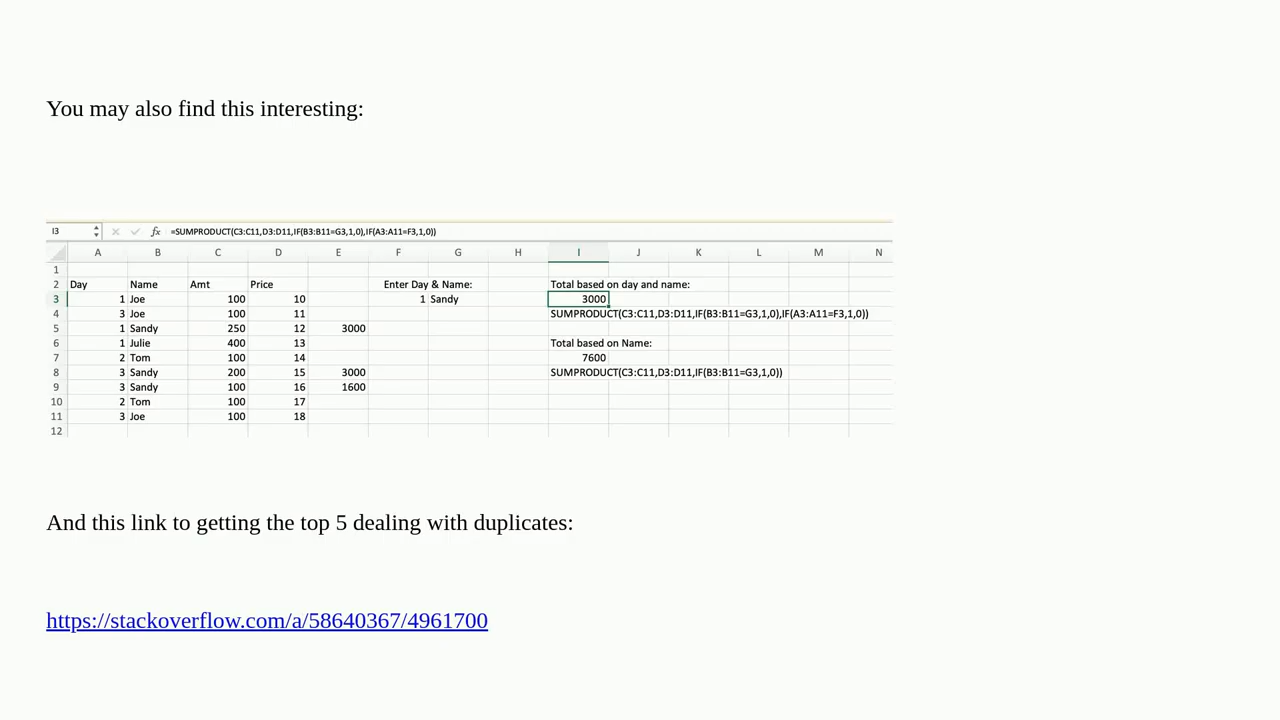 You may also find this interesting:
I3 fx =SUMPRODUCT(C3:C11,D3:D11,IF(B3:B11=G3,1,0),IF(A3:A11=F3,1,0))
A B C D E F G H I J K L M N
1
2 Day Name Amt Price Enter Day & Name: Total based on day and name:
3 1 Joe 100 10 1 Sandy 3000
4 3 Joe 100 11 SUMPRODUCT(C3:C11,D3:D11,IF(B3:B11=G3,1,0),IF(A3:A11=F3,1,0))
5 1 Sandy 250 12 3000
6 1 Julie 400 13 Total based on Name:
7 2 Tom 100 14 7600
8 3 Sandy 200 15 3000 SUMPRODUCT(C3:C11,D3:D11,IF(B3:B11=G3,1,0))
9 3 Sandy 100 16 1600
10 2 Tom 100 17
11 3 Joe 100 18
12
And this link to getting the top 5 dealing with duplicates:
https://stackoverflow.com/a/58640367/4961700